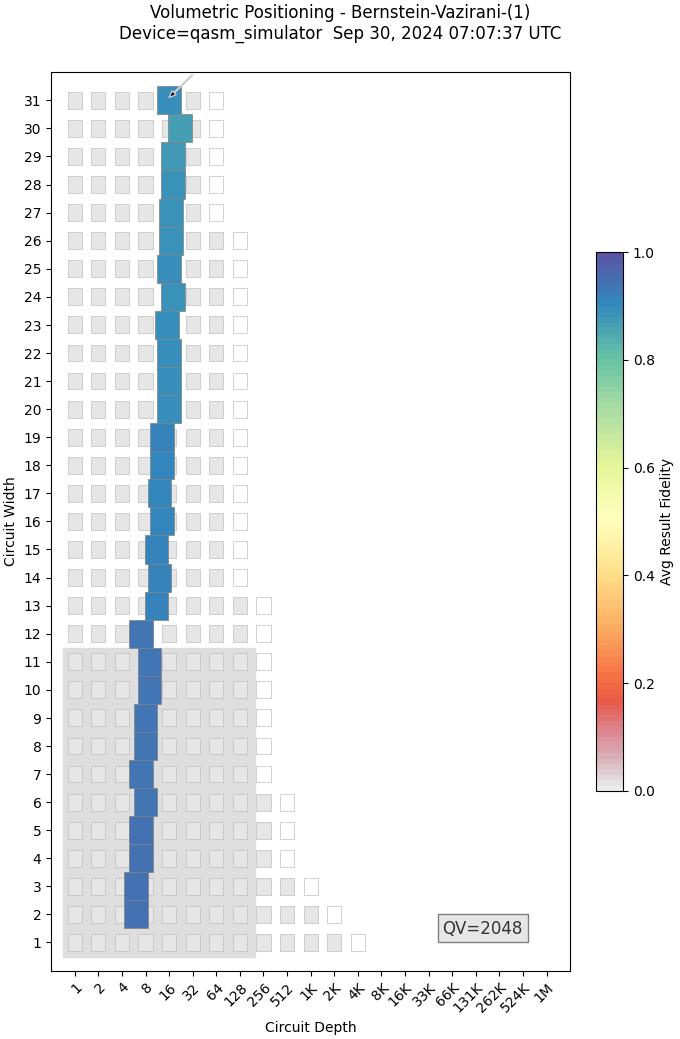 Volumetric Positioning - Bernstein-Vazirani-(1)
Device=qasm_simulator  Sep 30, 2024 07:07:37 UTC
Circuit Width
31
30
29
28
27
26
25
24
23
22
21
20
19
18
17
16
15
14
13
12
11
10
9
8
7
6
5
4
3
2
1
QV=2048
1
2
4
8
16
32
64
128
256
512
1K
2K
4K
8K
16K
33K
66K
131K
262K
524K
1M
Circuit Depth
1.0
0.8
0.6
0.4
0.2
0.0
Avg Result Fidelity